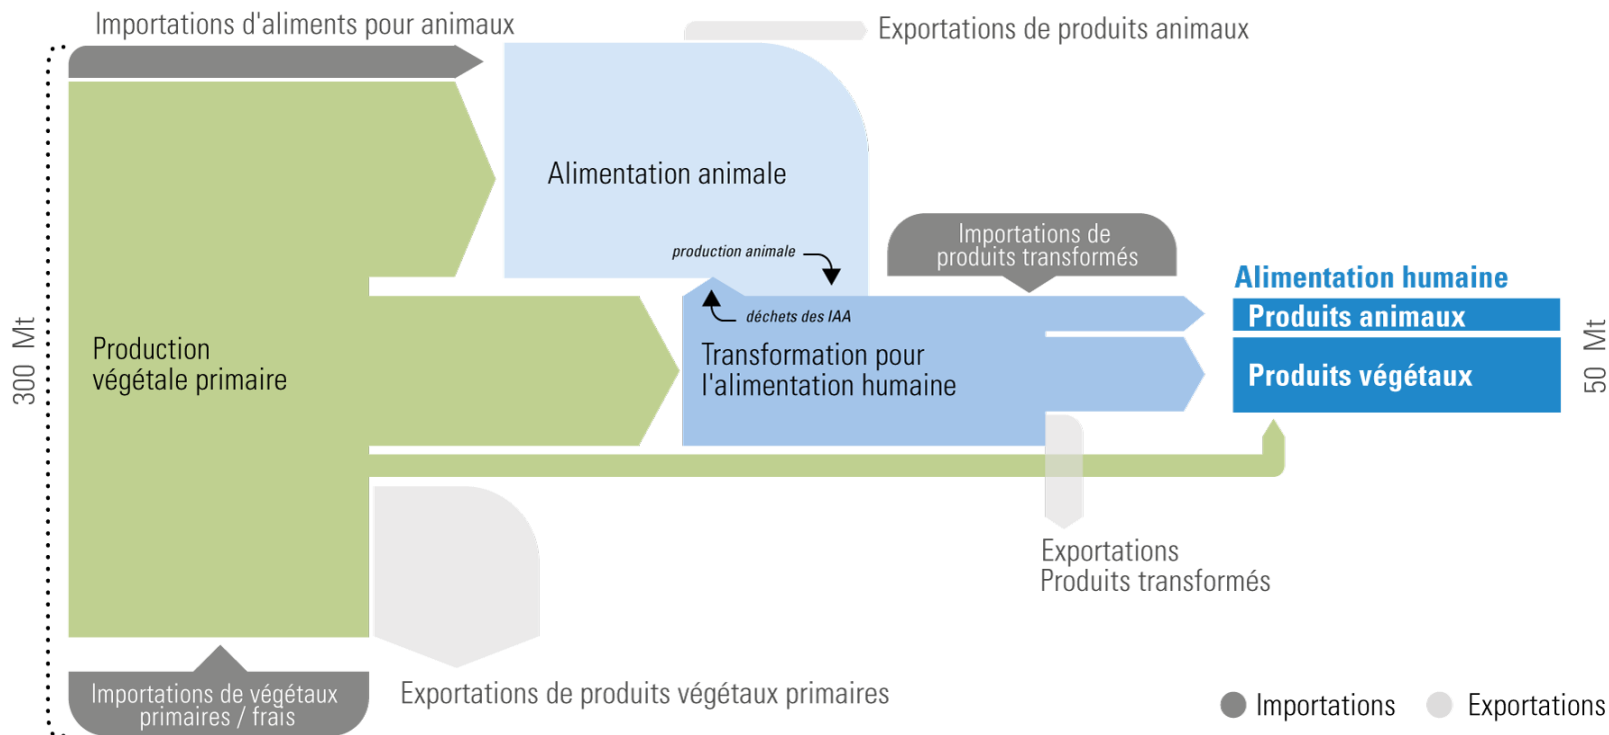 Importations d'aliments pour animaux
Exportations de produits animaux
Alimentation animale
production animale
Importations de
produits transformés
Alimentation humaine
Produits animaux
déchets des IAA
300 Mt
Production
végétale primaire
Transformation pour
l'alimentation humaine
Produits végétaux
50 Mt
Exportations
Produits transformés
Importations de végétaux
primaires / frais
Exportations de produits végétaux primaires
Importations
Exportations